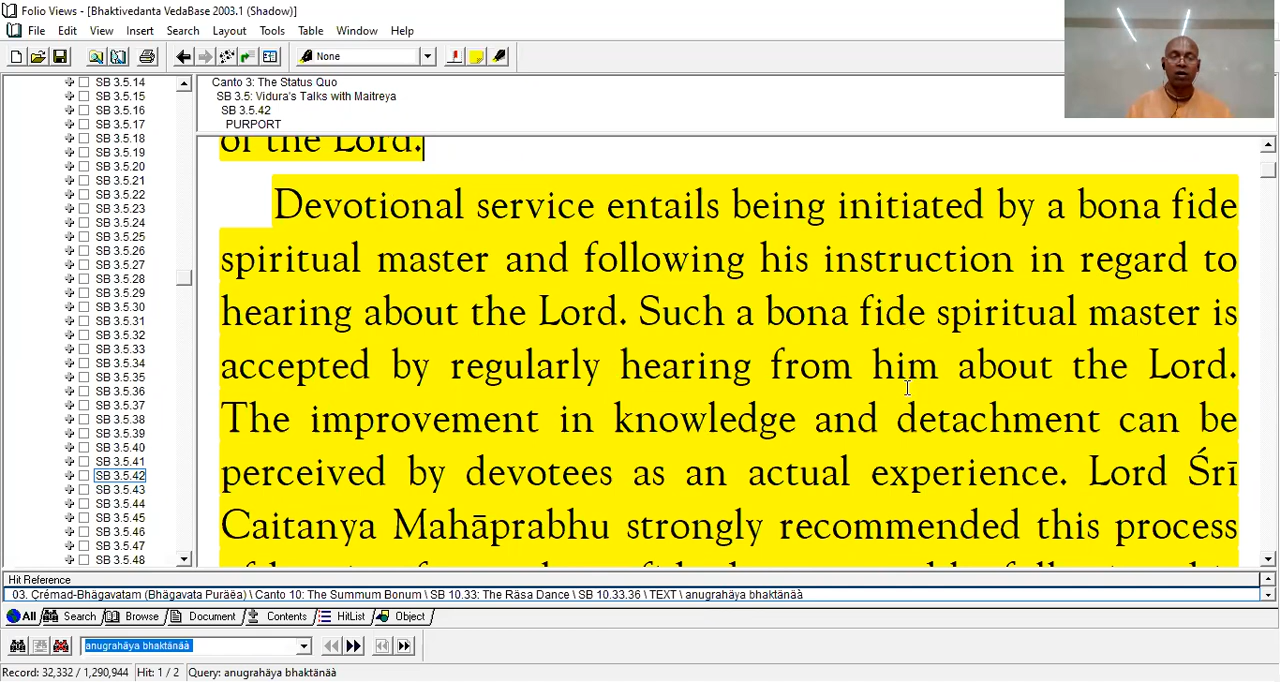 Folio Views - [Bhaktivedanta VedaBase 2003.1 (Shadow)]
File Edit View Insert Search Layout Tools Table Window Help
None
SB 3.5.14
SB 3.5.15
SB 3.5.16
SB 3.5.17
SB 3.5.18
SB 3.5.19
SB 3.5.20
SB 3.5.21
SB 3.5.22
SB 3.5.23
SB 3.5.24
SB 3.5.25
SB 3.5.26
SB 3.5.27
SB 3.5.28
SB 3.5.29
SB 3.5.30
SB 3.5.31
SB 3.5.32
SB 3.5.33
SB 3.5.34
SB 3.5.35
SB 3.5.36
SB 3.5.37
SB 3.5.38
SB 3.5.39
SB 3.5.40
SB 3.5.41
SB 3.5.42
SB 3.5.43
SB 3.5.44
SB 3.5.45
SB 3.5.46
SB 3.5.47
SB 3.5.48
Canto 3: The Status Quo
SB 3.5: Vidura's Talks with Maitreya
SB 3.5.42
PURPORT
of the Lord.
Devotional service entails being initiated by a bona fide
spiritual master and following his instruction in regard to
hearing about the Lord. Such a bona fide spiritual master is
accepted by regularly hearing from him about the Lord.
The improvement in knowledge and detachment can be
perceived by devotees as an actual experience. Lord Śrī
Caitanya Mahāprabhu strongly recommended this process
Hit Reference
03. Çrémad-Bhägavatam (Bhägavata Puräëa) \ Canto 10: The Summum Bonum \ SB 10.33: The Räsa Dance \ SB 10.33.36 \ TEXT \ anugrahäya bhaktänäà
All Search Browse Document Contents HitList Object
anugrahäya bhaktänäà
Record: 32,332 / 1,290,944 Hit: 1 / 2 Query: anugrahäya bhaktänäà